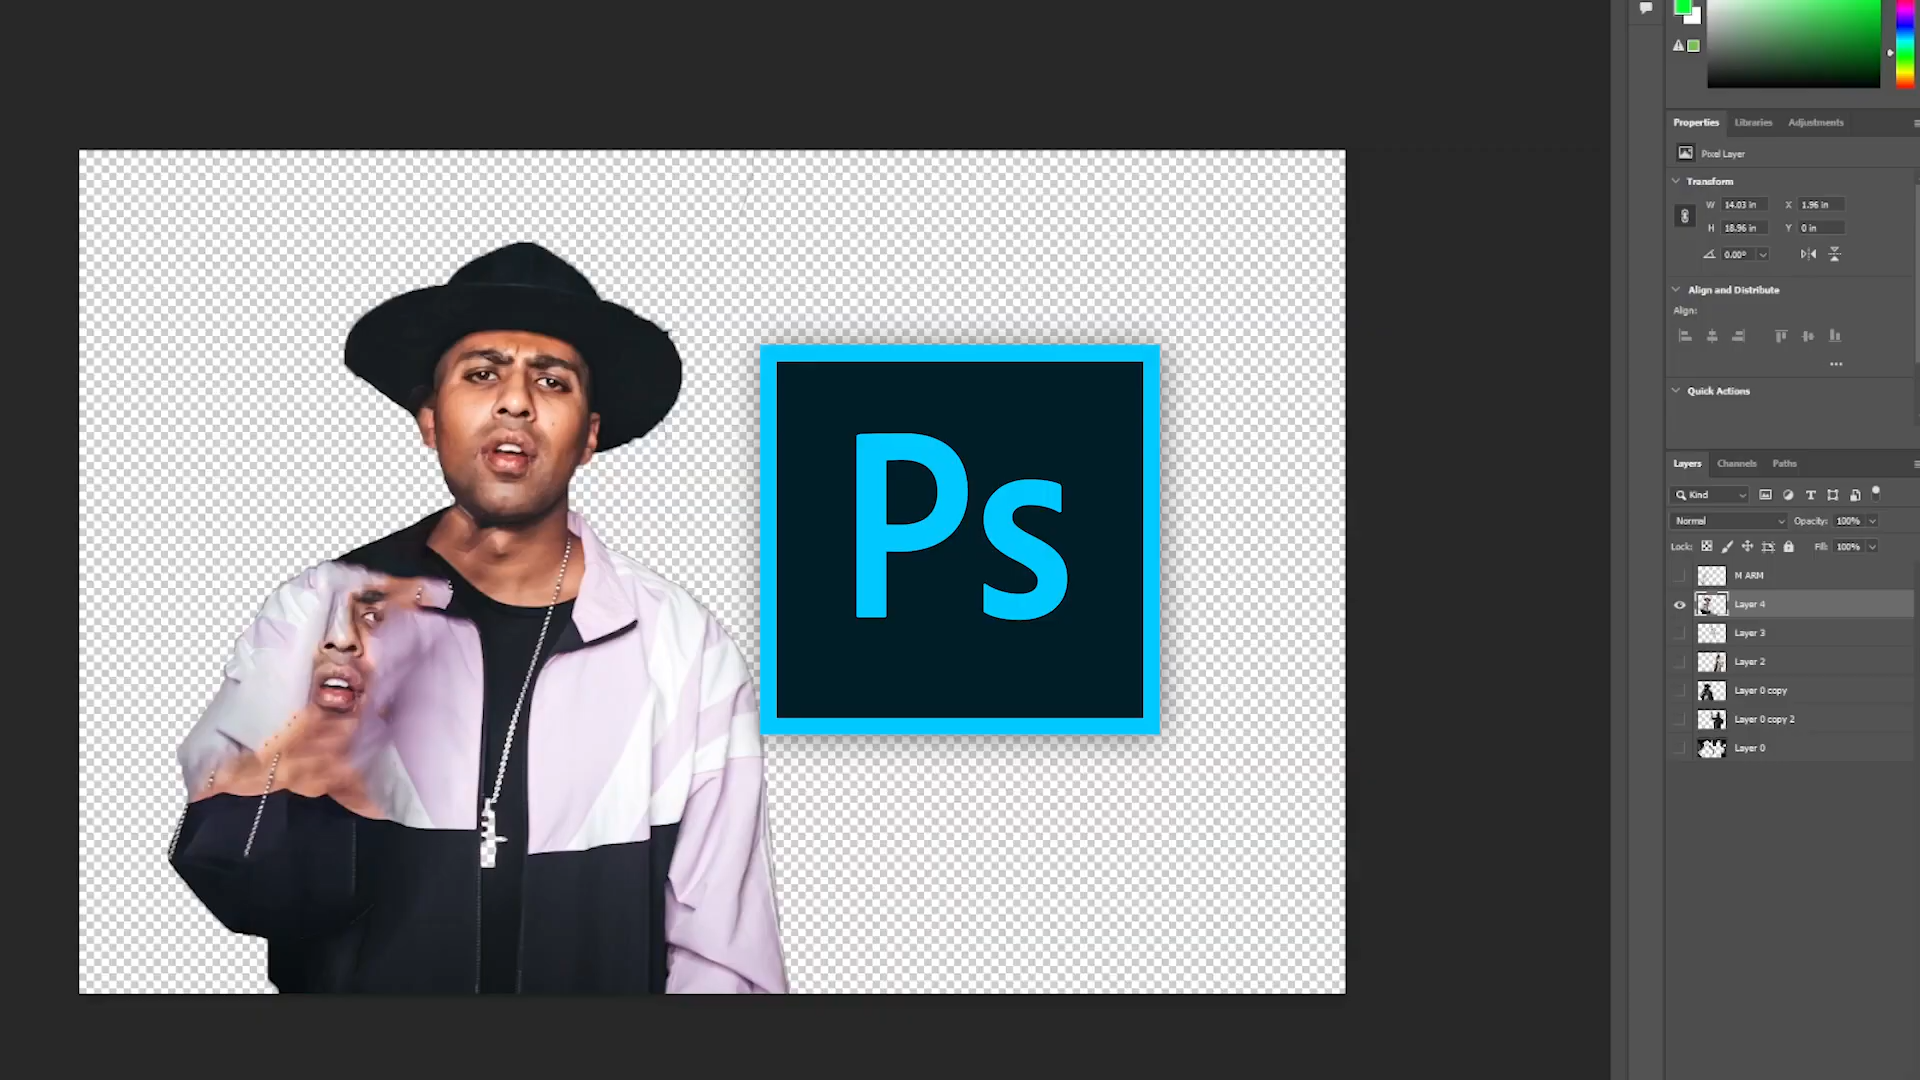 Properties Libraries Adjustments
Pixel Layer
Transform
W 14.03 in X 1.96 in
H 18.96 in Y 0 in
0.00°
Align and Distribute
Align:
Quick Actions
Ps
Layers Channels Paths
Kind
Normal Opacity: 100%
Lock: Fill: 100%
M ARM
Layer 4
Layer 3
Layer 2
Layer 0 copy
Layer 0 copy 2
Layer 0